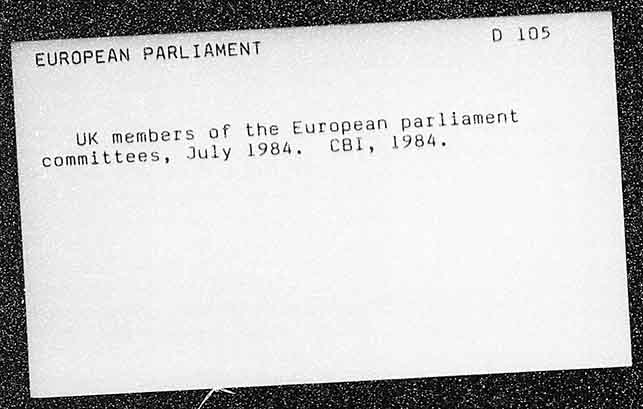 EUROPEAN PARLIAMENT D 105
UK members of the European parliament
committees, July 1984. CBI, 1984.